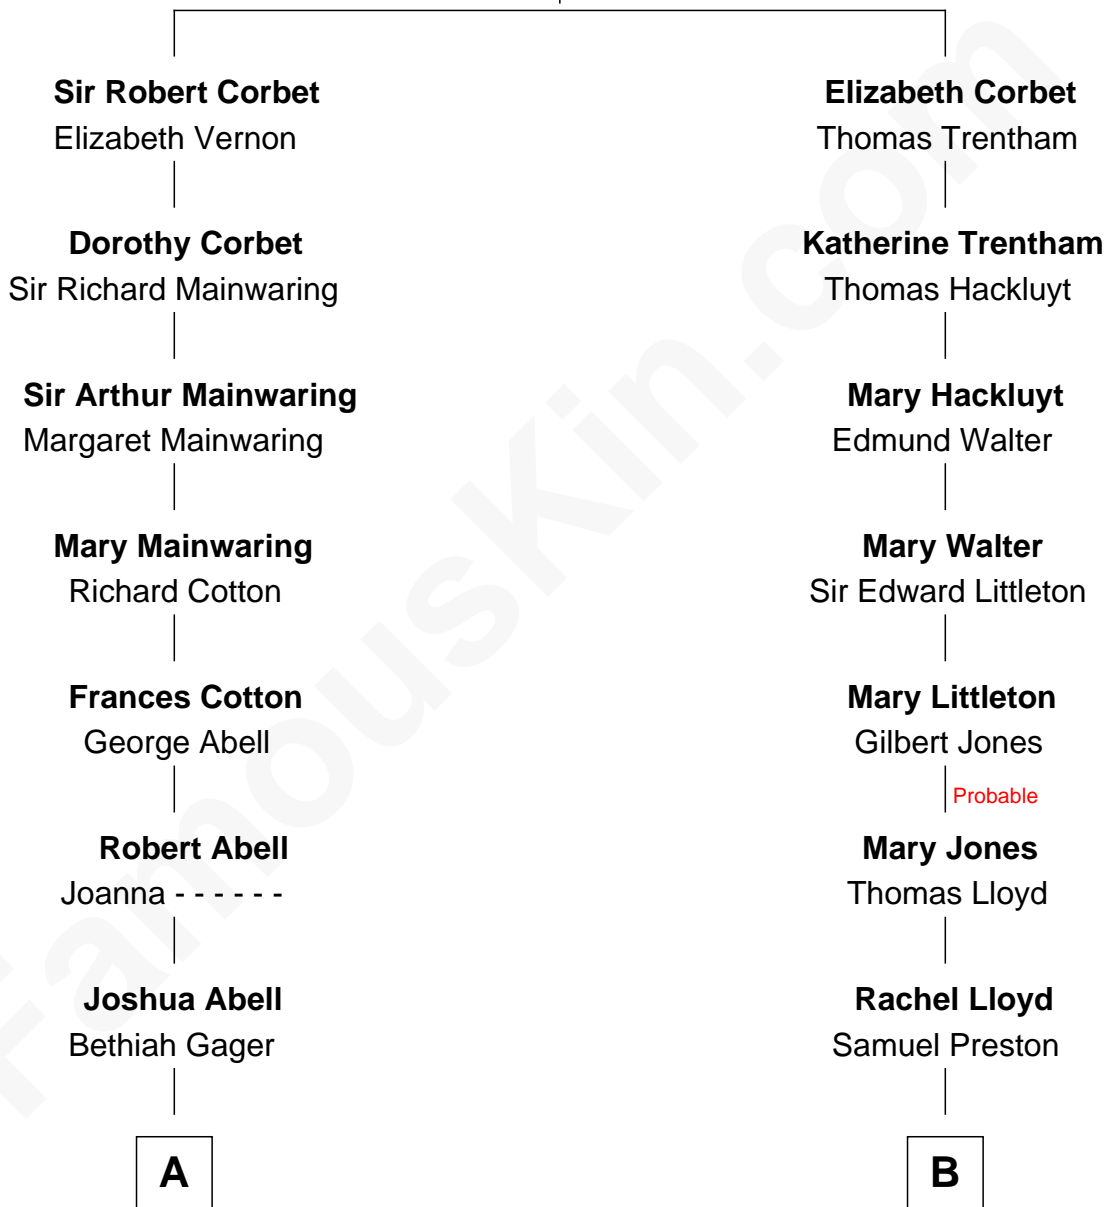 Sir Robert Corbet
Elizabeth Vernon
Dorothy Corbet
Sir Richard Mainwaring
Sir Arthur Mainwaring
Margaret Mainwaring
Mary Mainwaring
Richard Cotton
Frances Cotton
George Abell
Robert Abell
Joanna - - - - - -
Joshua Abell
Bethiah Gager
A
Elizabeth Corbet
Thomas Trentham
Katherine Trentham
Thomas Hackluyt
Mary Hackluyt
Edmund Walter
Mary Walter
Sir Edward Littleton
Mary Littleton
Gilbert Jones
Probable
Mary Jones
Thomas Lloyd
Rachel Lloyd
Samuel Preston
B
FamousKin.com